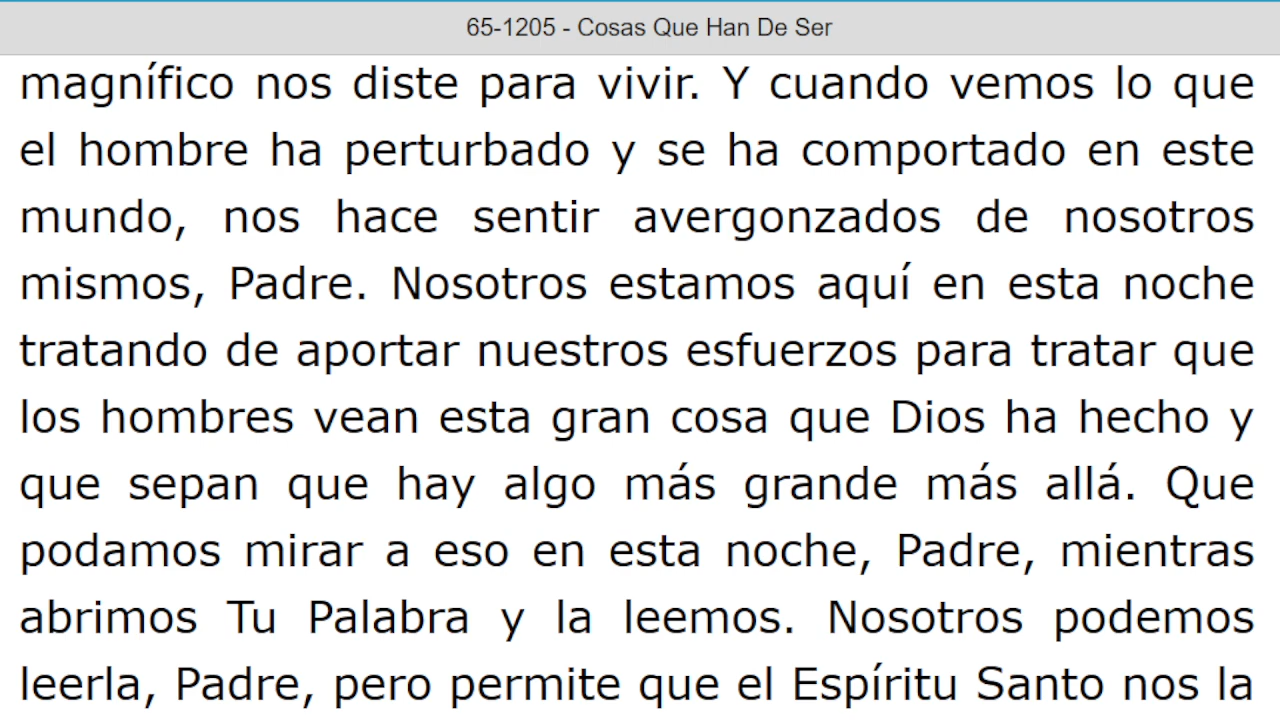 65-1205 - Cosas Que Han De Ser
magnífico nos diste para vivir. Y cuando vemos lo que
el hombre ha perturbado y se ha comportado en este
mundo, nos hace sentir avergonzados de nosotros
mismos, Padre. Nosotros estamos aquí en esta noche
tratando de aportar nuestros esfuerzos para tratar que
los hombres vean esta gran cosa que Dios ha hecho y
que sepan que hay algo más grande más allá. Que
podamos mirar a eso en esta noche, Padre, mientras
abrimos Tu Palabra y la leemos. Nosotros podemos
leerla, Padre, pero permite que el Espíritu Santo nos la